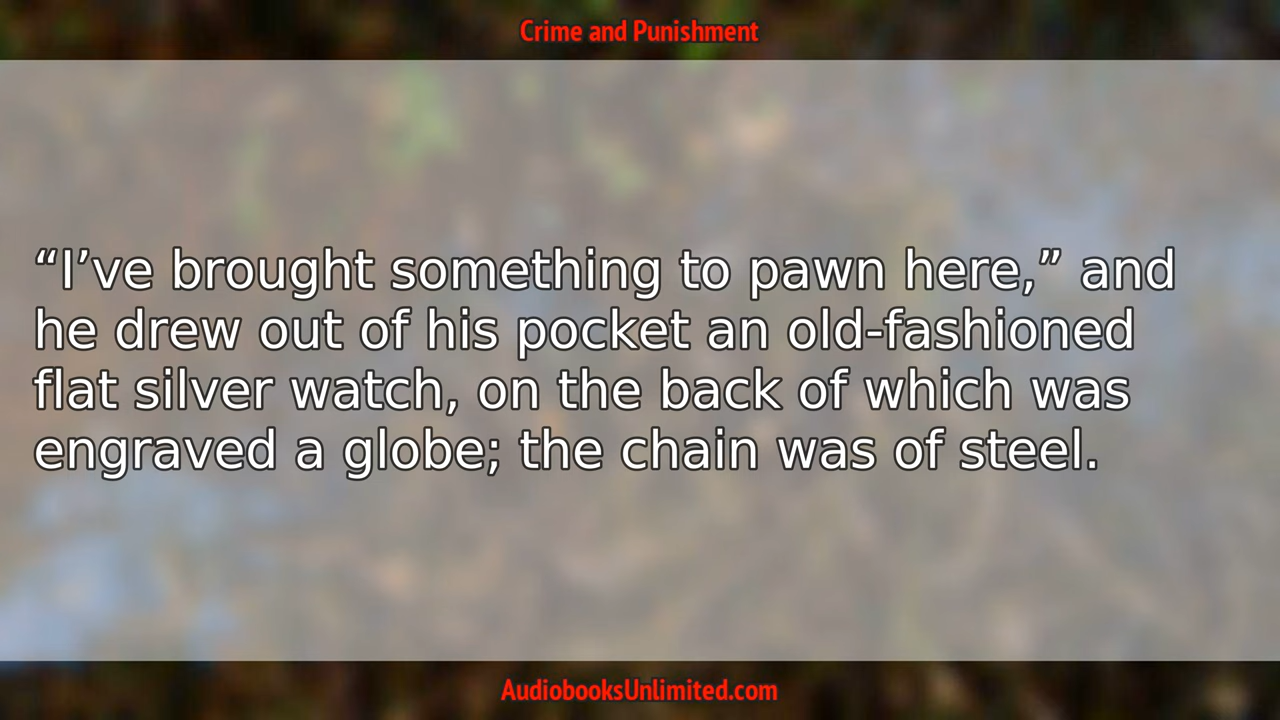 Crime and Punishment
“I’ve brought something to pawn here,” and
he drew out of his pocket an old-fashioned
flat silver watch, on the back of which was
engraved a globe; the chain was of steel.
AudiobooksUnlimited.com